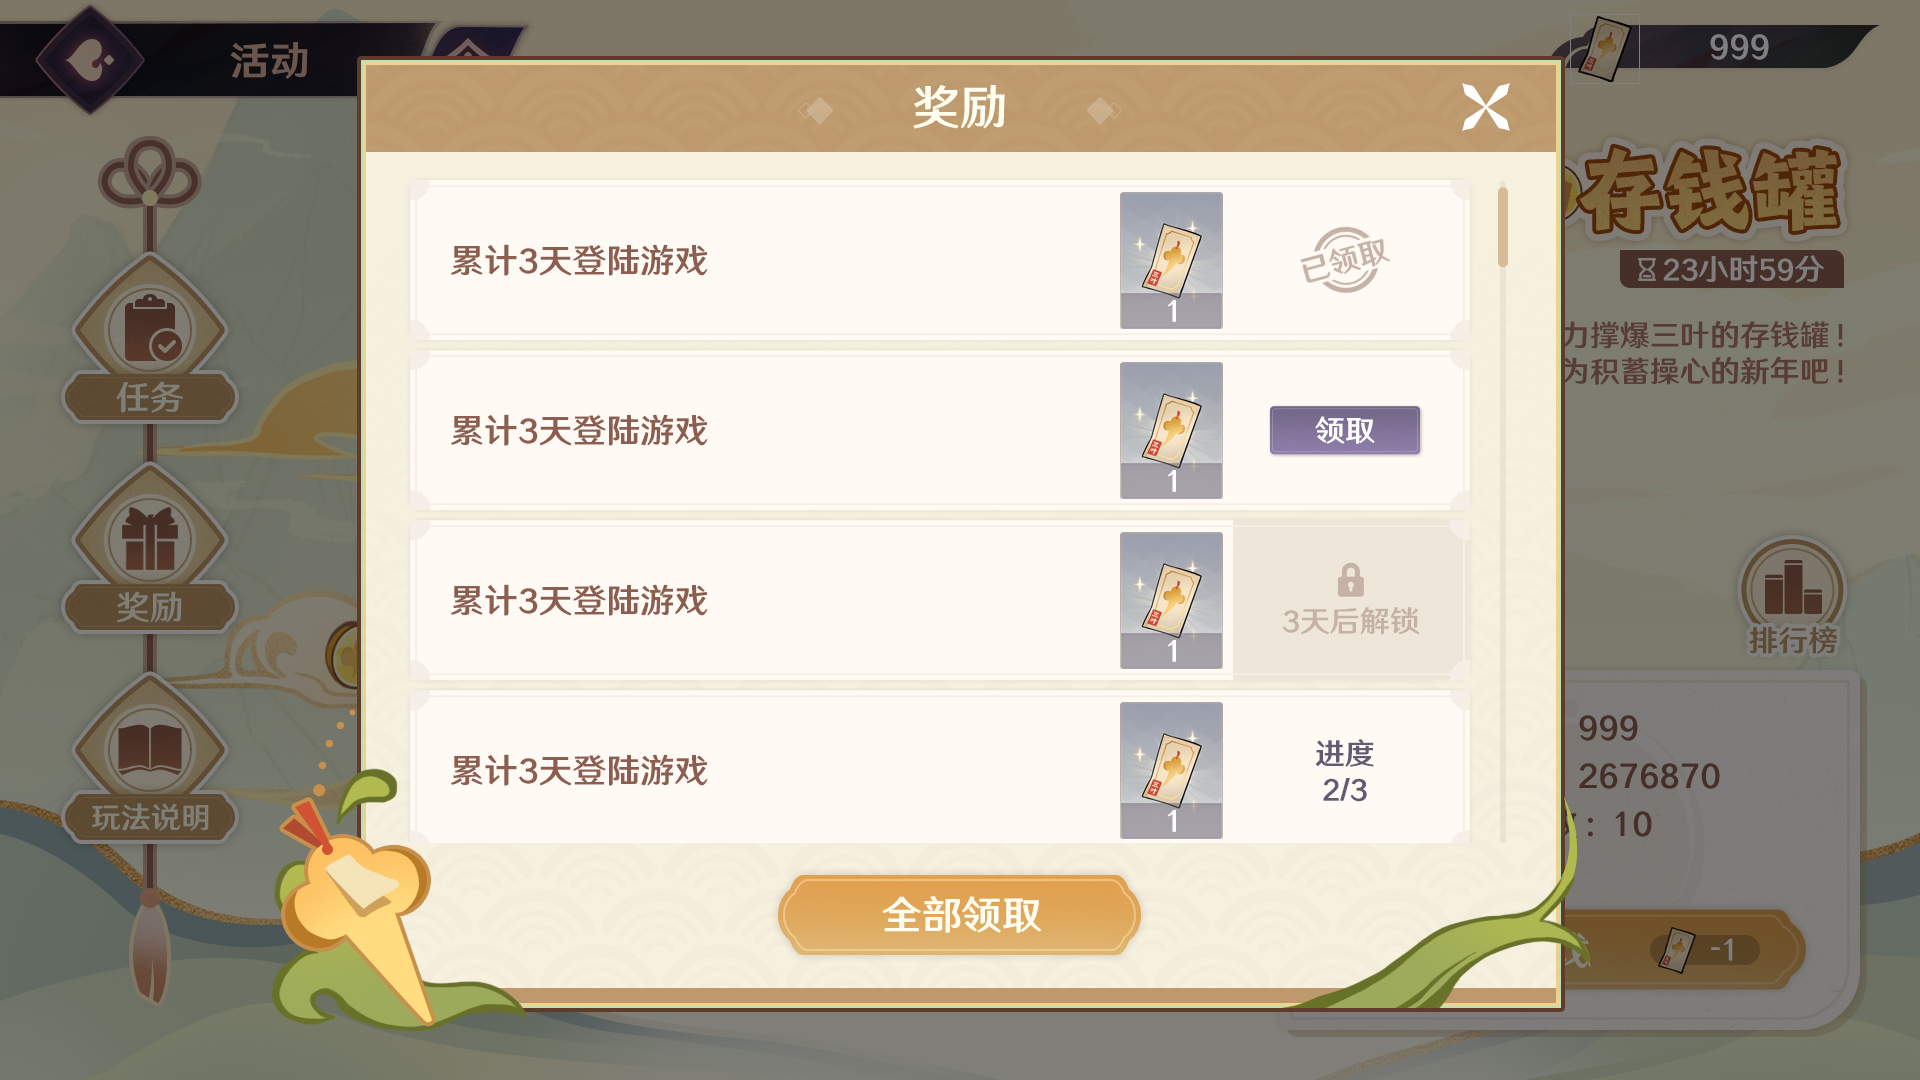 活动
999
奖励
存钱罐
23小时59分
力撑爆三叶的存钱罐！
为积蓄操心的新年吧！
任务
奖励
玩法说明
累计3天登陆游戏
1
已领取
累计3天登陆游戏
1
领取
累计3天登陆游戏
1
3天后解锁
累计3天登陆游戏
1
进度
2/3
全部领取
排行榜
999
2676870
：10
-1